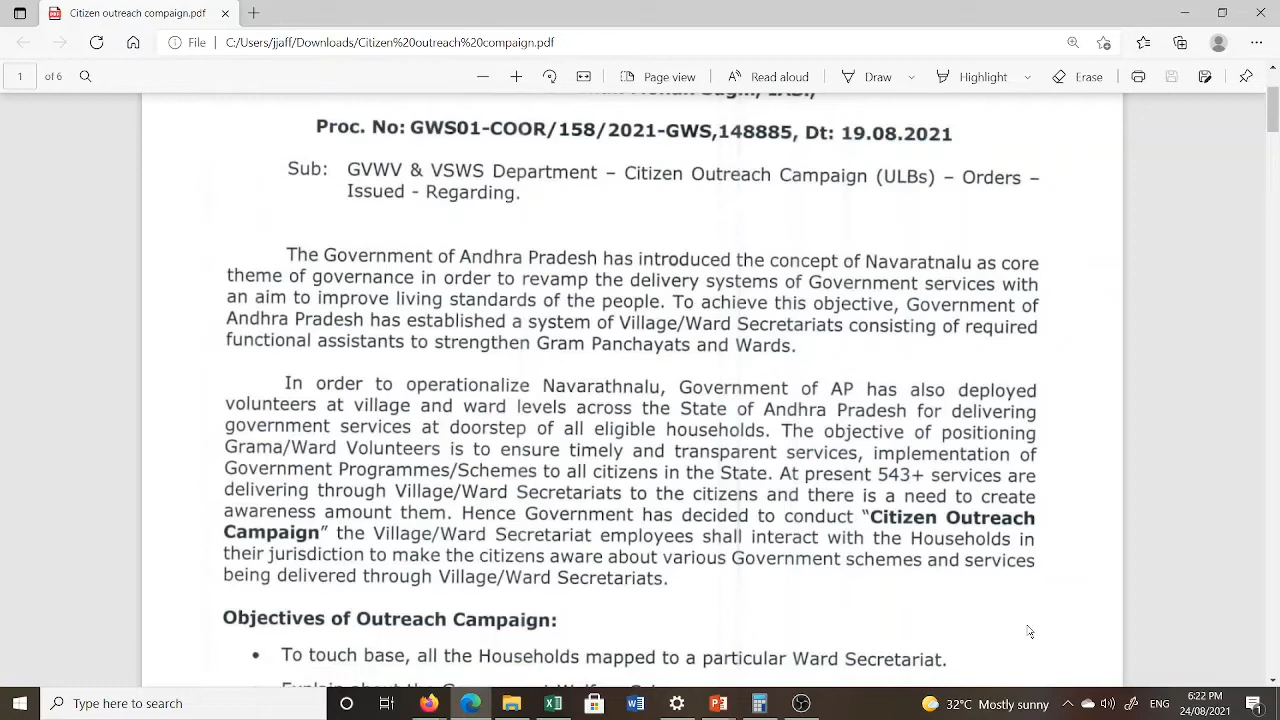 Citizen outreach compaign.pdf
File
C:/Users/jjaff/Downloads/Citizen%20outreach%20compaign.pdf
1 of 6
Page view
Read aloud
Draw
Highlight
Erase
Proc. No: GWS01-COOR/158/2021-GWS,148885, Dt: 19.08.2021
Sub: GVWV & VSWS Department – Citizen Outreach Campaign (ULBs) – Orders –
Issued - Regarding.
The Government of Andhra Pradesh has introduced the concept of Navaratnalu as core
theme of governance in order to revamp the delivery systems of Government services with
an aim to improve living standards of the people. To achieve this objective, Government of
Andhra Pradesh has established a system of Village/Ward Secretariats consisting of required
functional assistants to strengthen Gram Panchayats and Wards.
In order to operationalize Navarathnalu, Government of AP has also deployed
volunteers at village and ward levels across the State of Andhra Pradesh for delivering
government services at doorstep of all eligible households. The objective of positioning
Grama/Ward Volunteers is to ensure timely and transparent services, implementation of
Government Programmes/Schemes to all citizens in the State. At present 543+ services are
delivering through Village/Ward Secretariats to the citizens and there is a need to create
awareness amount them. Hence Government has decided to conduct “Citizen Outreach
Campaign” the Village/Ward Secretariat employees shall interact with the Households in
their jurisdiction to make the citizens aware about various Government schemes and services
being delivered through Village/Ward Secretariats.
Objectives of Outreach Campaign:
• To touch base, all the Households mapped to a particular Ward Secretariat.
Type here to search
32°C Mostly sunny
ENG
6:22 PM
24/08/2021